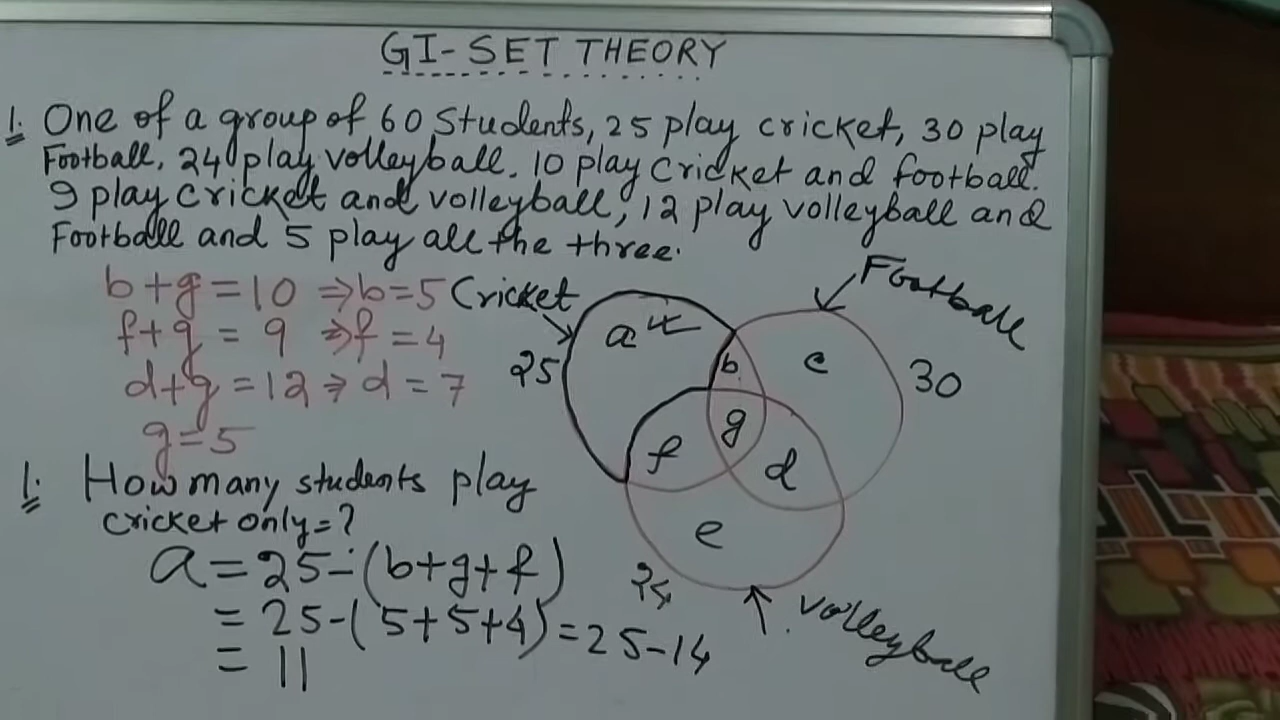 GI-SET THEORY
1. One of a group of 60 Students, 25 play cricket, 30 play
Football, 24 play volleyball. 10 play Cricket and football.
9 play cricket and volleyball, 12 play volleyball and
Football and 5 play all the three.
b+g=10 ⇒ b=5
f+g = 9 ⇒ f=4
d+g=12 ⇒ d=7
g=5
Cricket
Football
25
a
b
c
30
g
f
d
e
volleyball
1. How many students play
cricket only=?
a=25-(b+g+f)
= 25-(5+5+4)=25-14
= 11